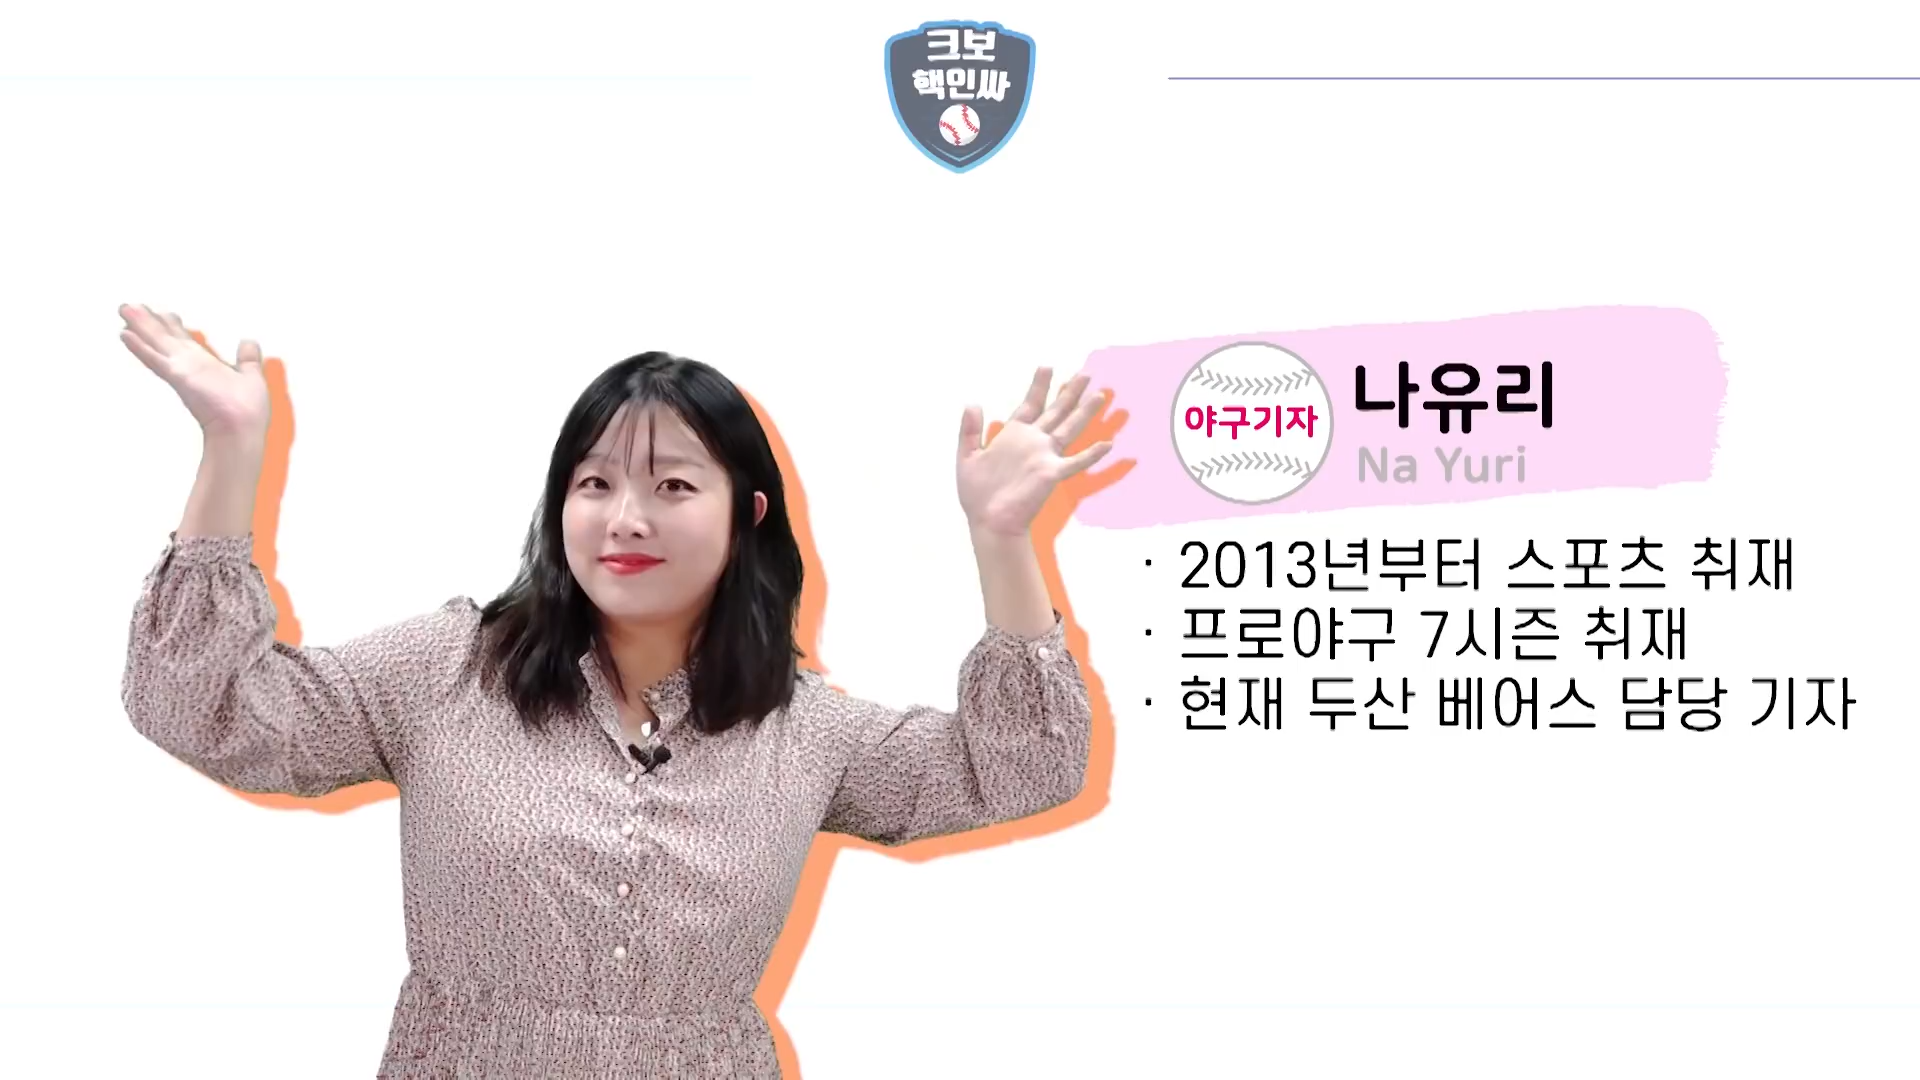 크보
핵인싸
야구기자
나유리
Na Yuri
· 2013년부터 스포츠 취재
· 프로야구 7시즌 취재
· 현재 두산 베어스 담당 기자